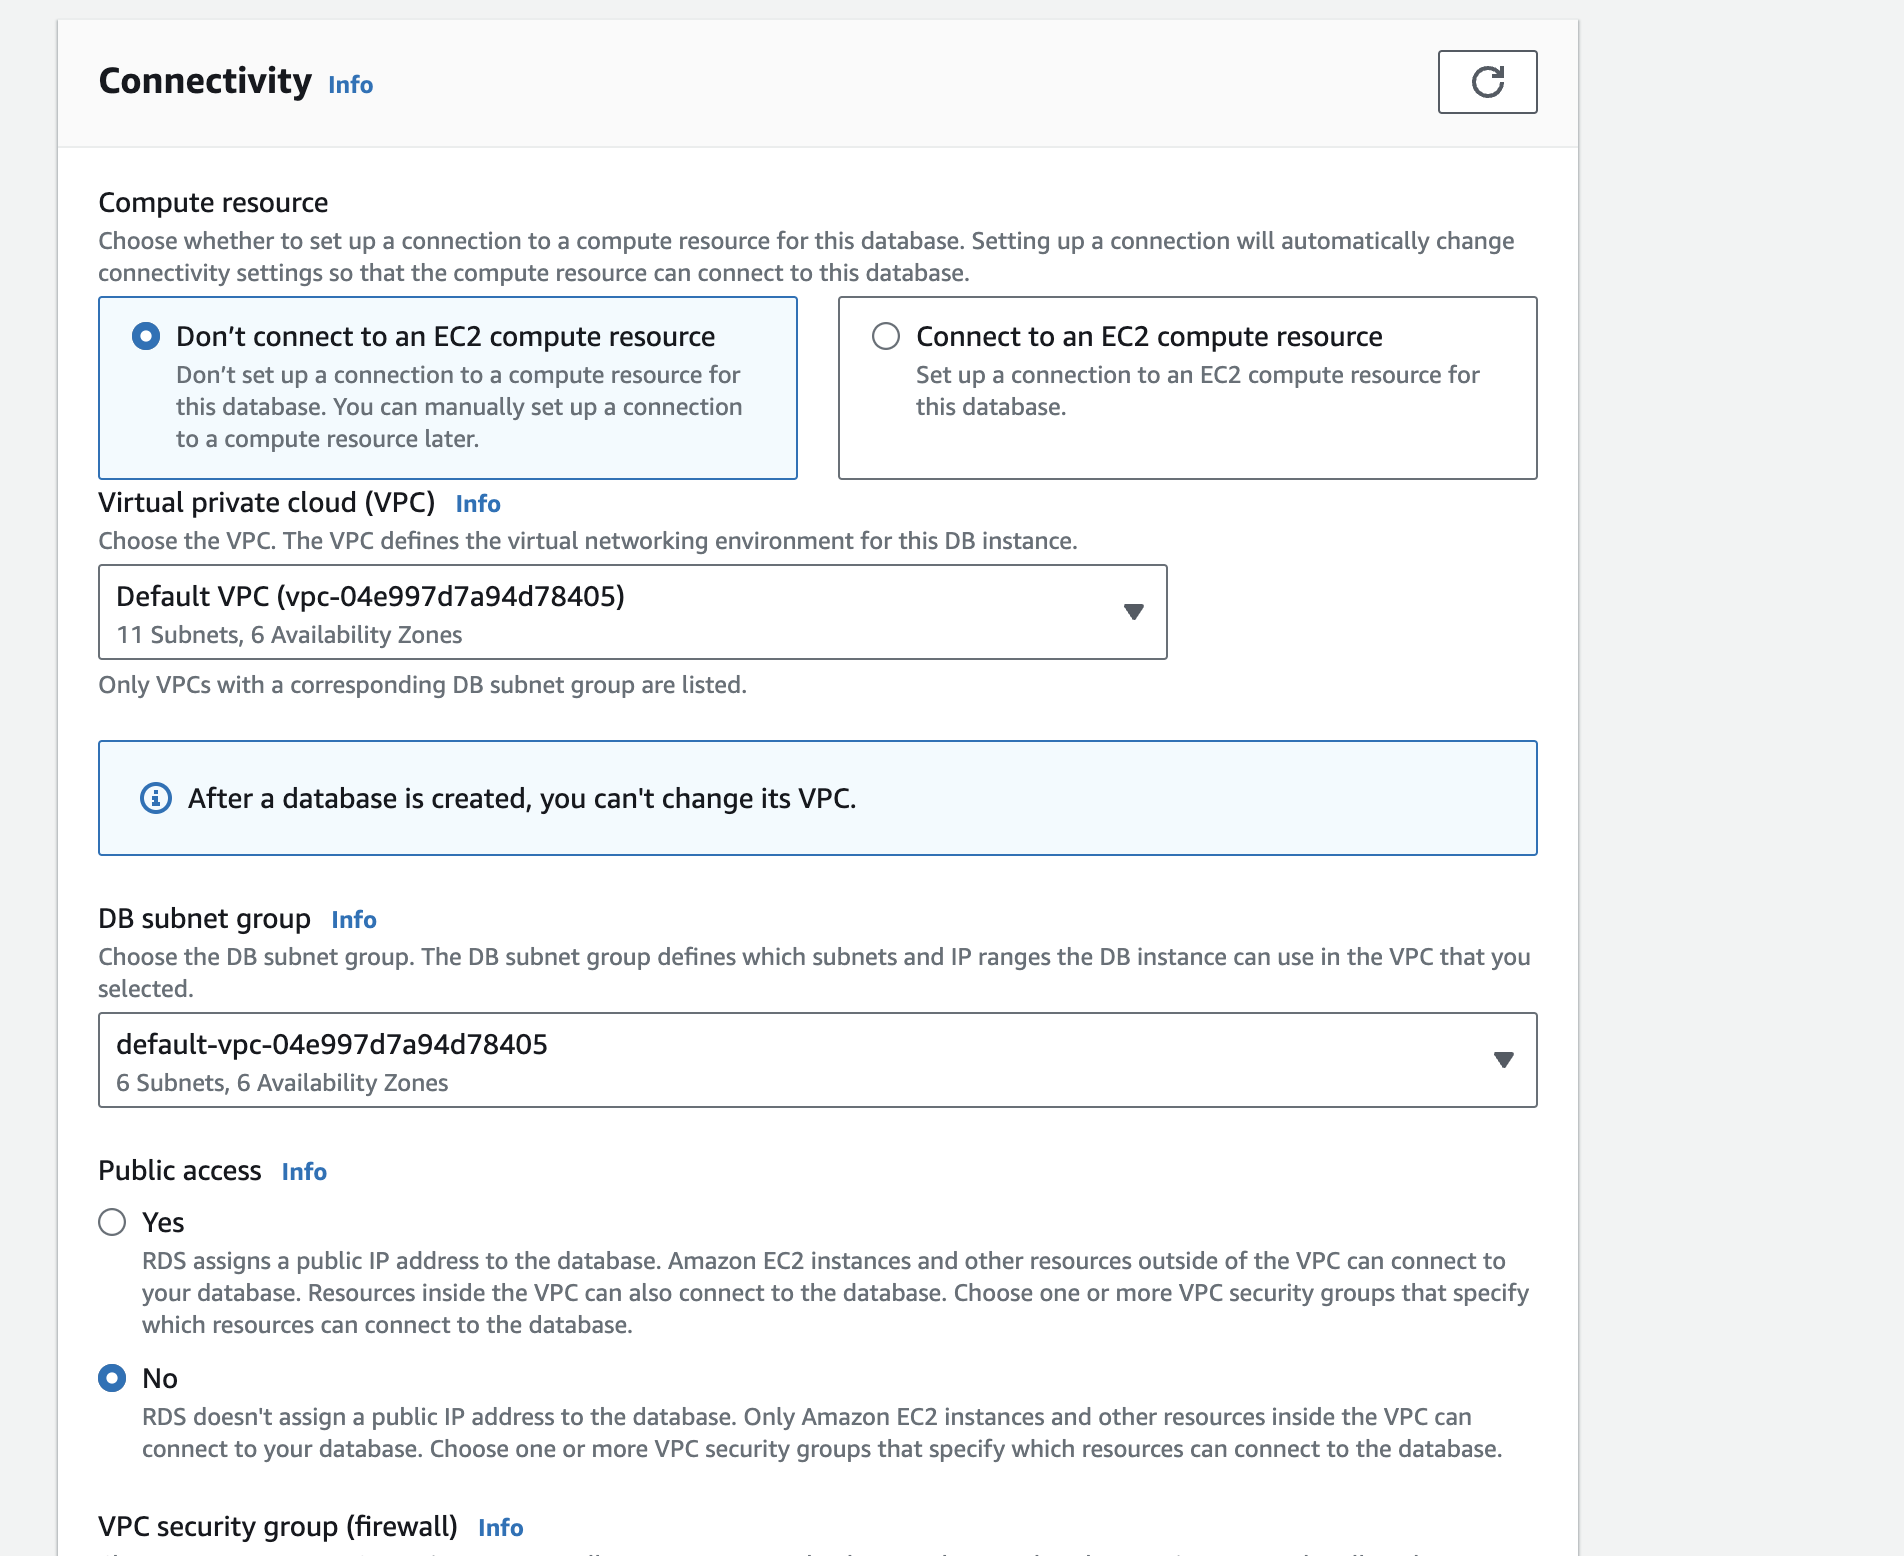 Connectivity Info
Compute resource
Choose whether to set up a connection to a compute resource for this database. Setting up a connection will automatically change
connectivity settings so that the compute resource can connect to this database.
Don’t connect to an EC2 compute resource
Don’t set up a connection to a compute resource for
this database. You can manually set up a connection
to a compute resource later.
Connect to an EC2 compute resource
Set up a connection to an EC2 compute resource for
this database.
Virtual private cloud (VPC) Info
Choose the VPC. The VPC defines the virtual networking environment for this DB instance.
Default VPC (vpc-04e997d7a94d78405)
11 Subnets, 6 Availability Zones
Only VPCs with a corresponding DB subnet group are listed.
After a database is created, you can't change its VPC.
DB subnet group Info
Choose the DB subnet group. The DB subnet group defines which subnets and IP ranges the DB instance can use in the VPC that you
selected.
default-vpc-04e997d7a94d78405
6 Subnets, 6 Availability Zones
Public access Info
Yes
RDS assigns a public IP address to the database. Amazon EC2 instances and other resources outside of the VPC can connect to
your database. Resources inside the VPC can also connect to the database. Choose one or more VPC security groups that specify
which resources can connect to the database.
No
RDS doesn't assign a public IP address to the database. Only Amazon EC2 instances and other resources inside the VPC can
connect to your database. Choose one or more VPC security groups that specify which resources can connect to the database.
VPC security group (firewall) Info